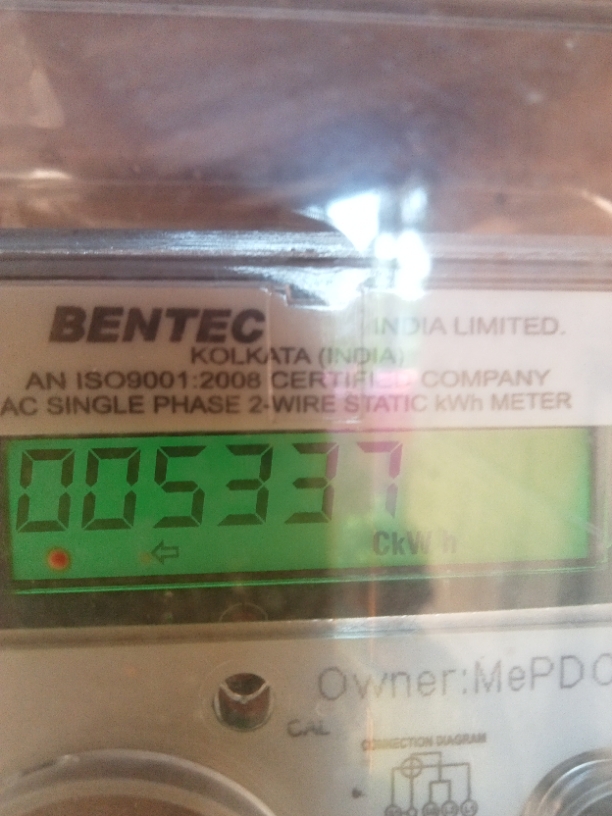 BENTEC INDIA LIMITED.
KOLKATA (INDIA)
AN ISO9001:2008 CERTIFIED COMPANY
AC SINGLE PHASE 2-WIRE STATIC kWh METER
005337
CkWh
Owner:MePDC
CAL
CONNECTION DIAGRAM